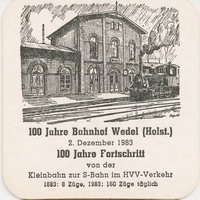 100 Jahre Bahnhof Wedel (Holst.)
2. Dezember 1983
100 Jahre Fortschritt
von der
Kleinbahn zur S-Bahn im HVV-Verkehr
1883: 8 Züge, 1983: 150 Züge täglich